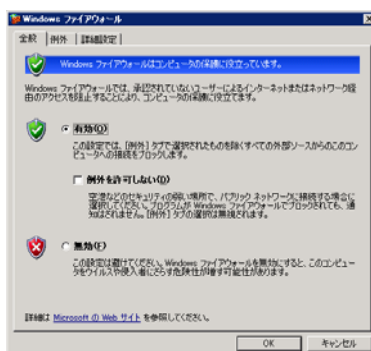 Windows ファイアウォール
全般 例外 詳細設定
Windows ファイアウォールはコンピュータの保護に役立っています。
Windows ファイアウォールでは、承認されていないユーザーによるインターネットまたはネットワーク経
由のアクセスを阻止することにより、コンピュータの保護に役立てます。
有効(O)
この設定では、[例外] タブで選択されたものを除くすべての外部ソースからのこのコン
ピュータへの接続をブロックします。
例外を許可しない(D)
空港などのセキュリティの弱い場所で、パブリック ネットワークに接続する場合に
選択してください。プログラムが Windows ファイアウォールでブロックされても、通
知はされません。[例外] タブの選択は無視されます。
無効(F)
この設定は避けてください。Windows ファイアウォールを無効にすると、このコンピュー
タをウイルスや侵入者にさらす危険性が増す可能性があります。
詳細は Microsoft の Web サイト を参照してください。
OK キャンセル